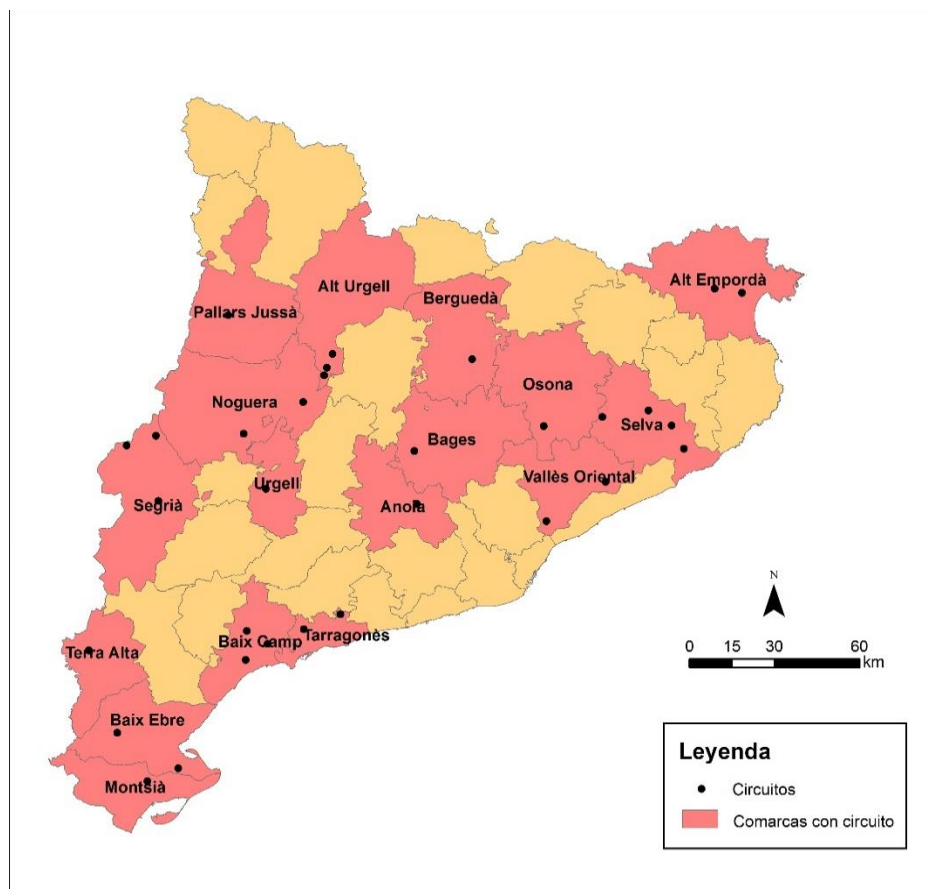 Alt Empordà
Alt Urgell
Berguedà
Pallars Jussà
Osona
Noguera
Selva
Bages
Vallès Oriental
Urgell
Segrià
Anoia
N
0 15 30 60
km
Tarragonès
Baix Camp
Terra Alta
Baix Ebre
Montsià
Leyenda
Circuitos
Comarcas con circuito